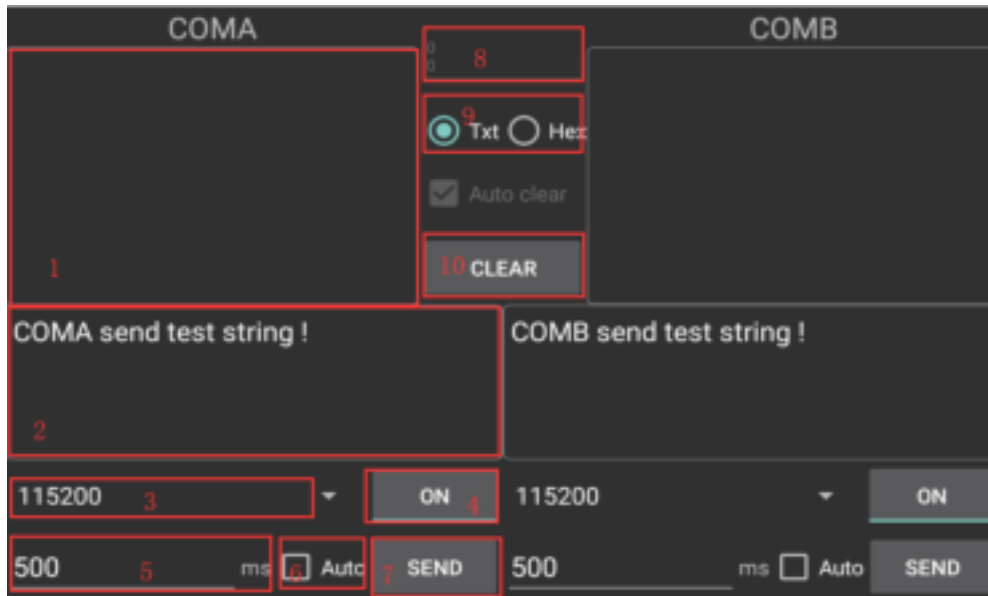 COMA COMB
0
0
8
9
Txt Hex
Auto clear
1
10 CLEAR
COMA send test string ! COMB send test string !
2
115200 3 ON 4 115200 ON
500 5 ms 6 Auto 7 SEND 500 ms Auto SEND